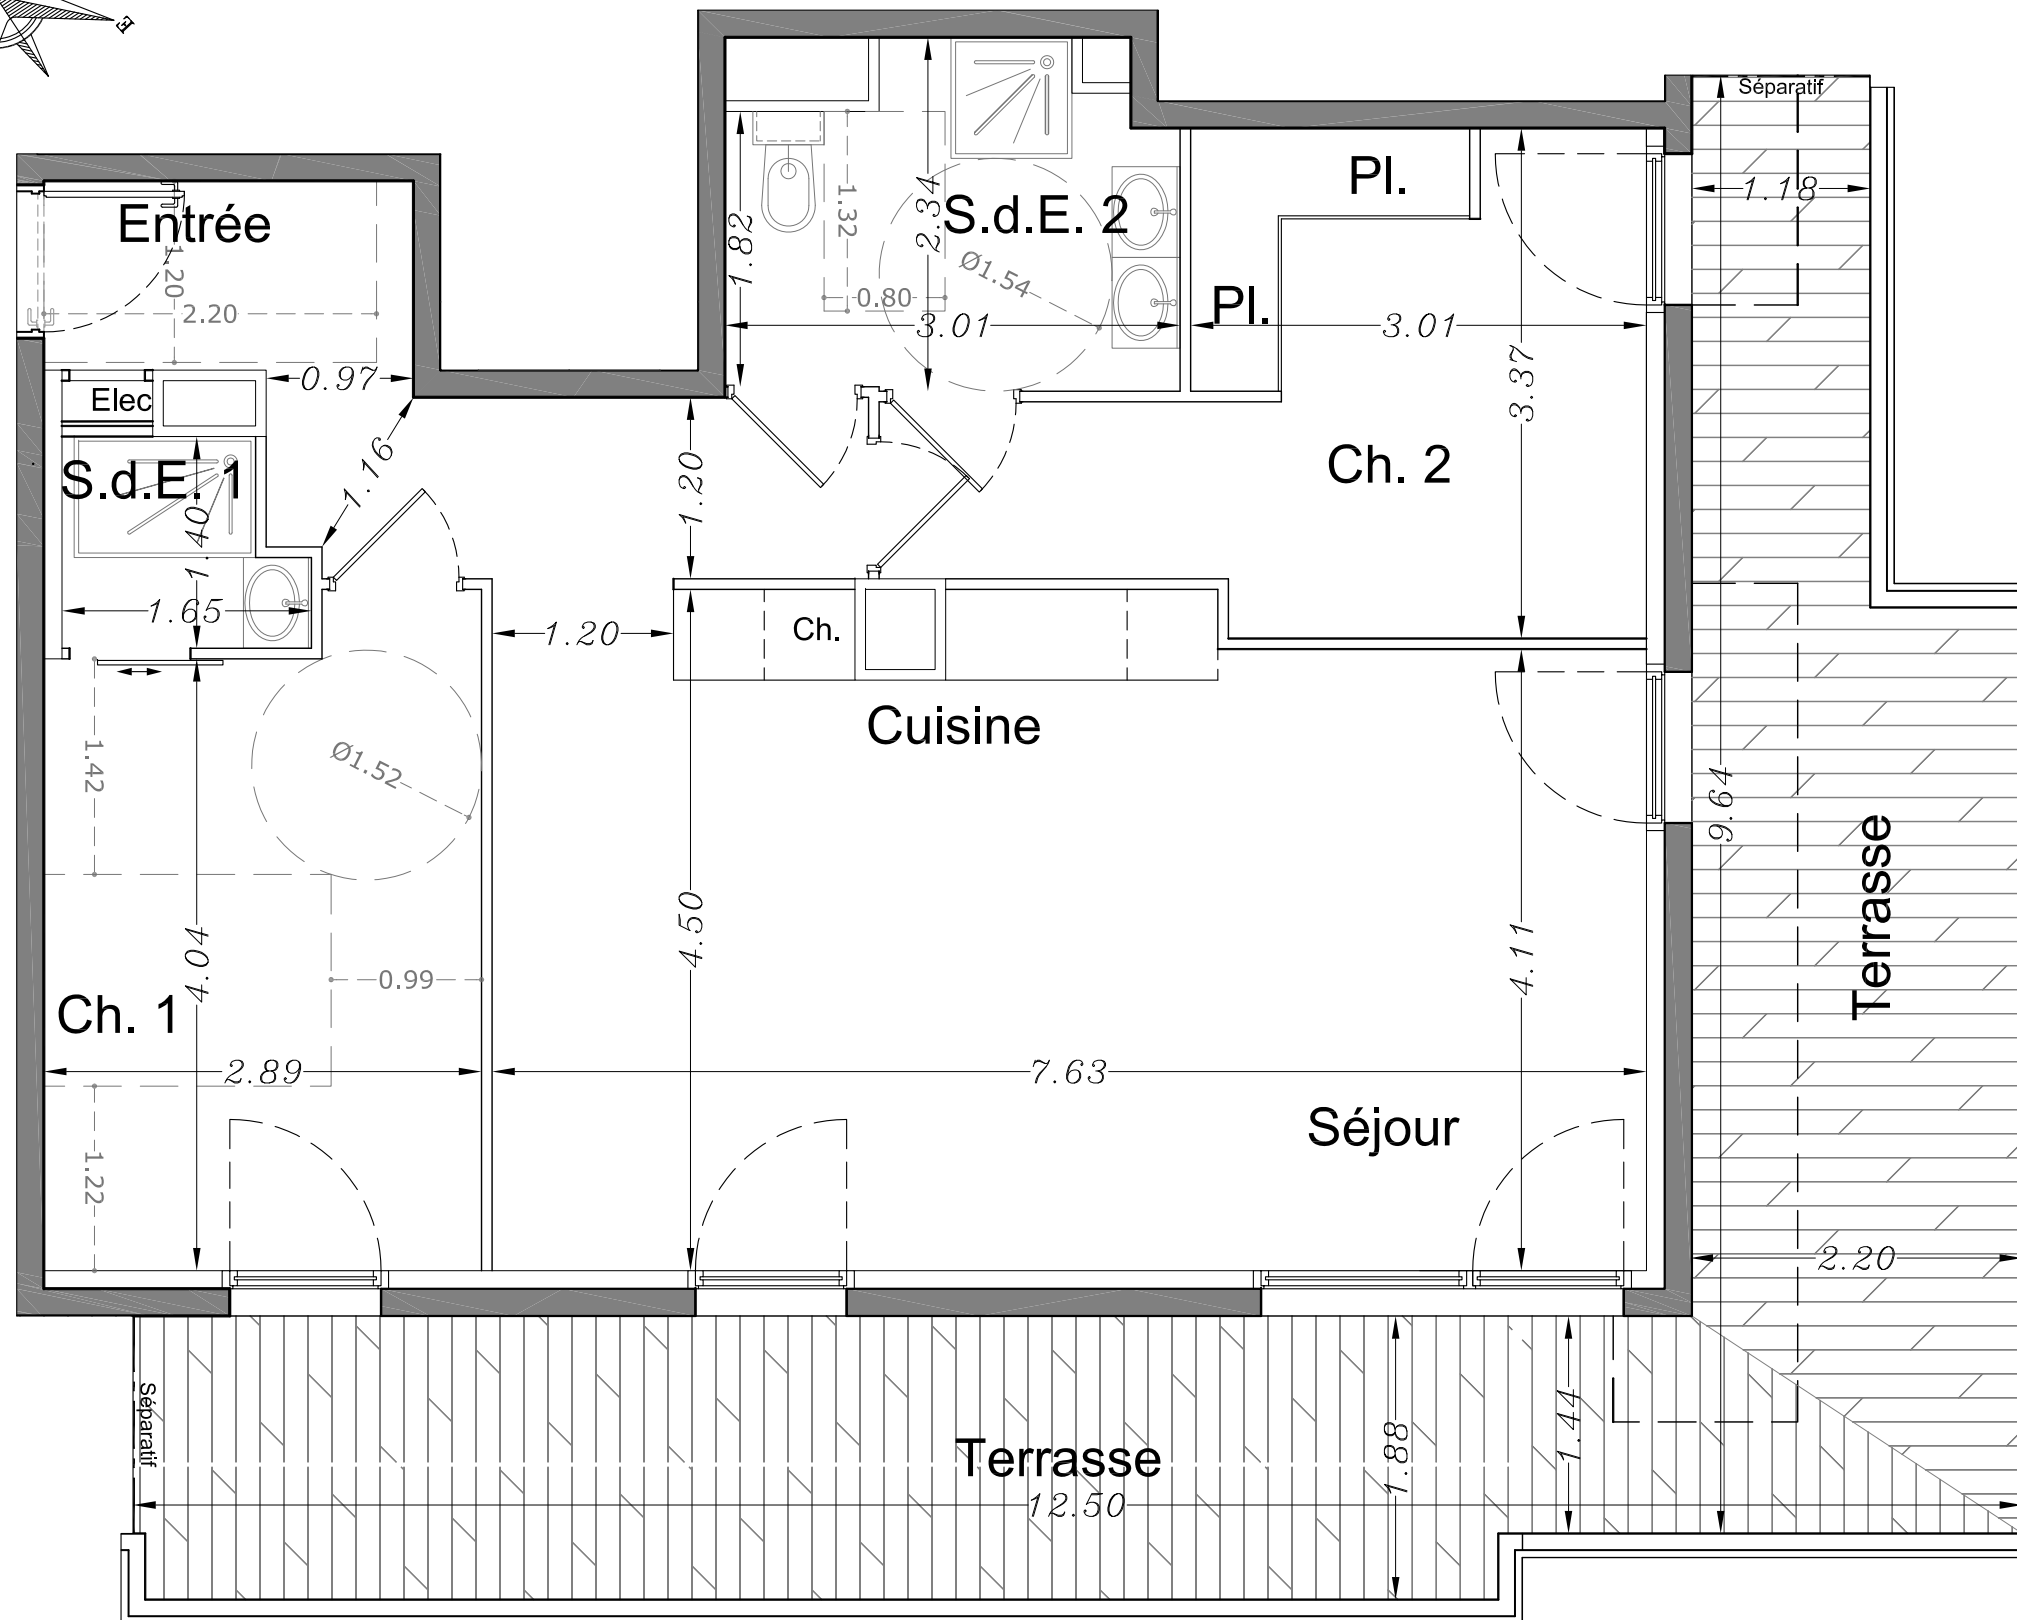 E
Séparatif
Pl.
1.18
Entrée
1.32
S.d.E. 2
2.34
1.82
1.20
2.20
Ø1.54
0.80
Pl.
3.01
3.01
3.37
0.97
Elec
1.16
S.d.E. 1
1.20
Ch. 2
1.40
1.65
1.20
Ch.
Cuisine
1.42
Ø1.52
9.64
Terrasse
4.50
4.11
4.04
0.99
Ch. 1
2.89
7.63
Séjour
1.22
2.20
Séparatif
1.88
1.44
Terrasse
12.50